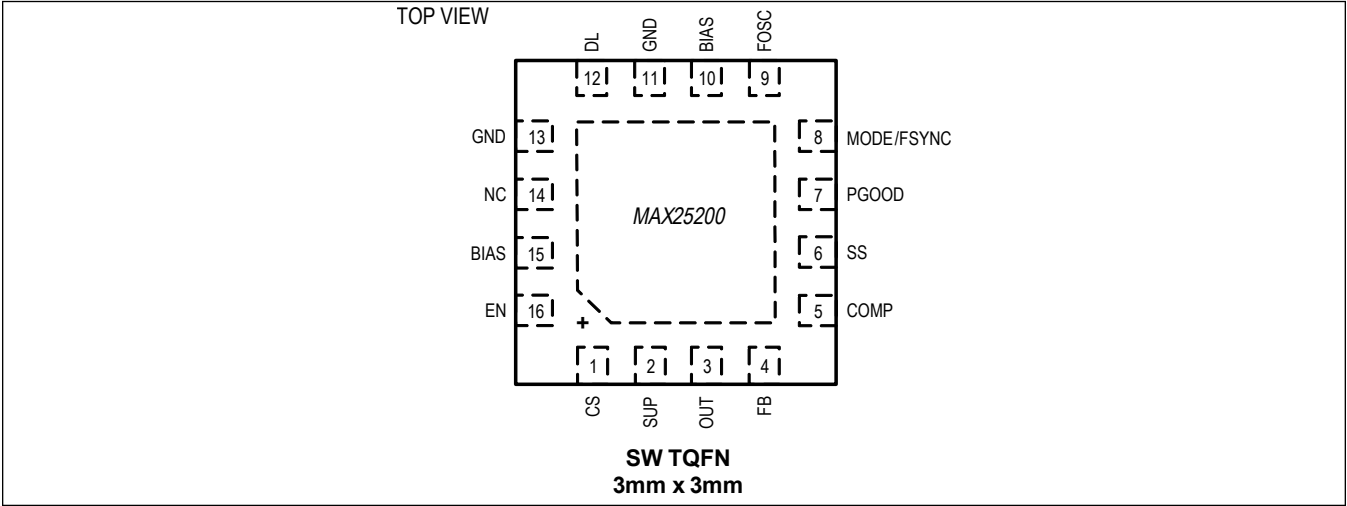 TOP VIEW
DL GND BIAS FOSC
12 11 10 9
GND 13 8 MODE/FSYNC
NC 14 7 PGOOD
MAX25200
BIAS 15 6 SS
EN 16 5 COMP
+
1 2 3 4
CS SUP OUT FB
SW TQFN
3mm x 3mm